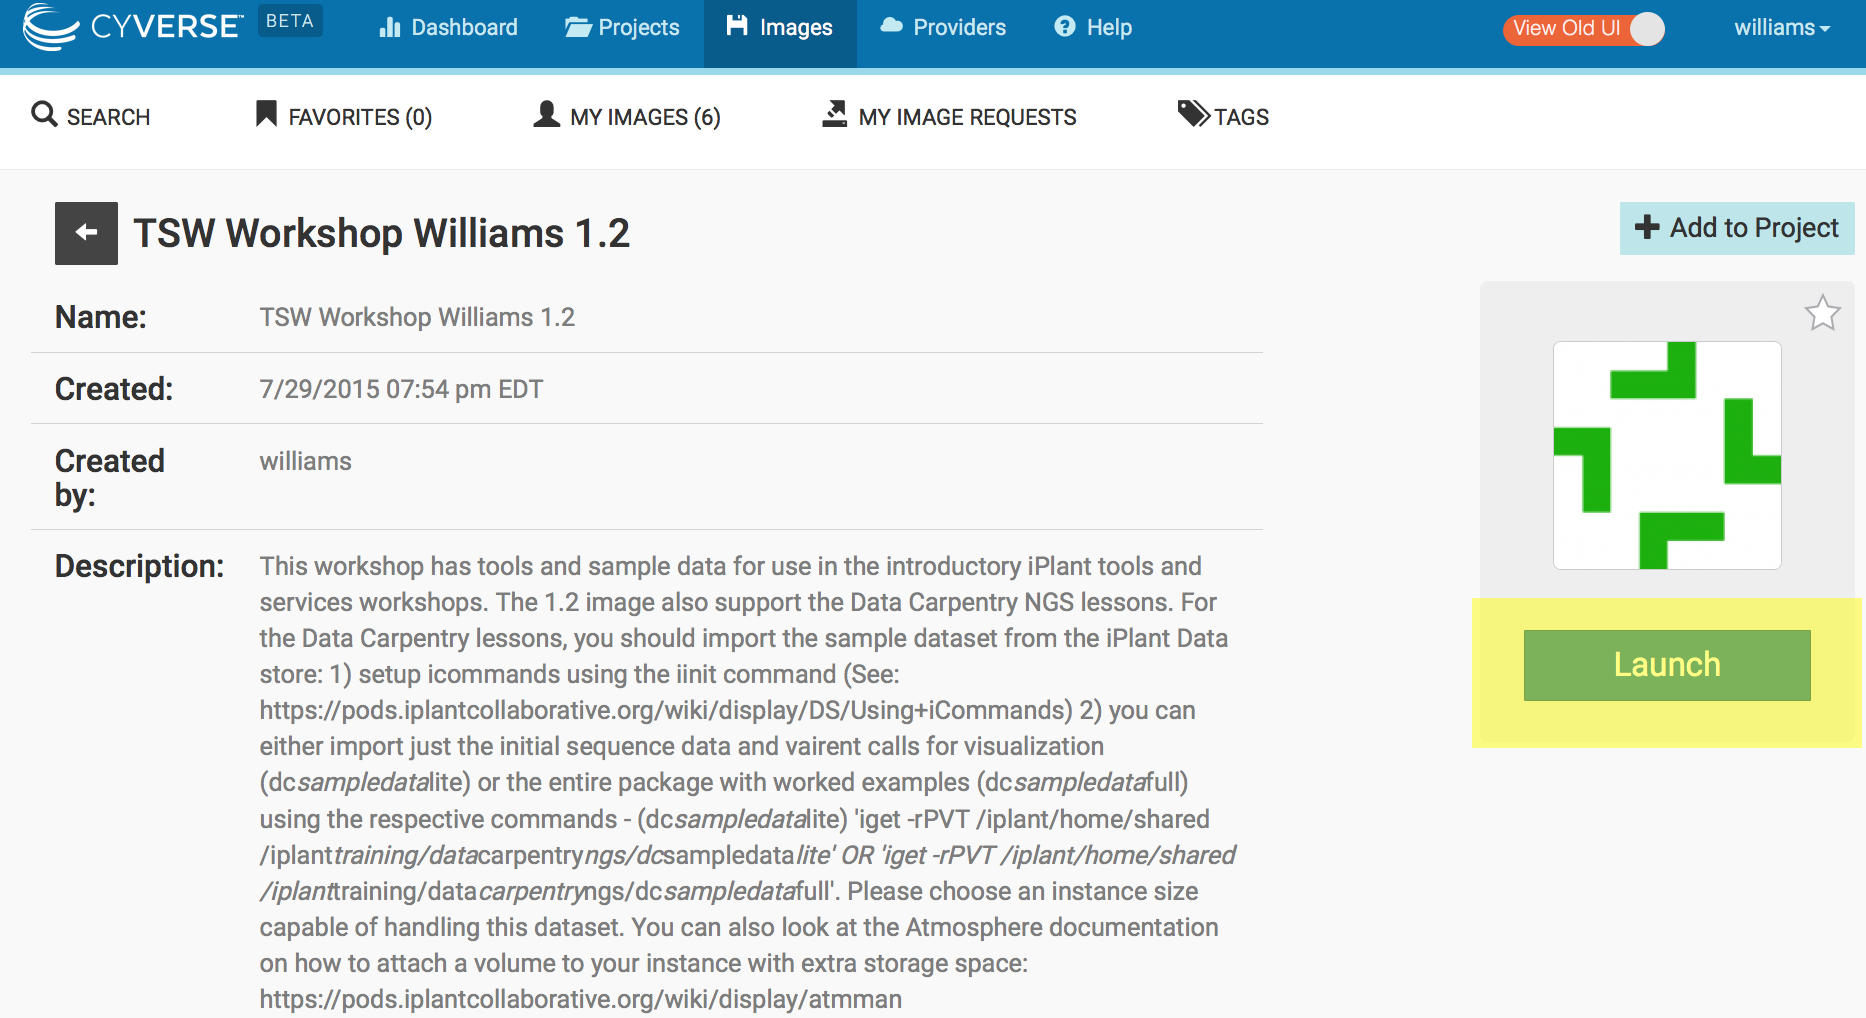 CYVERSE™ BETA Dashboard Projects Images Providers Help View Old UI williams
SEARCH FAVORITES (0) MY IMAGES (6) MY IMAGE REQUESTS TAGS
TSW Workshop Williams 1.2
Add to Project
Name: TSW Workshop Williams 1.2
Created: 7/29/2015 07:54 pm EDT
Created by: williams
Launch
Description: This workshop has tools and sample data for use in the introductory iPlant tools and
services workshops. The 1.2 image also support the Data Carpentry NGS lessons. For
the Data Carpentry lessons, you should import the sample dataset from the iPlant Data
store: 1) setup icommands using the iinit command (See:
https://pods.iplantcollaborative.org/wiki/display/DS/Using+iCommands) 2) you can
either import just the initial sequence data and vairent calls for visualization
(dcsampledatalite) or the entire package with worked examples (dcsampledatafull)
using the respective commands - (dcsampledatalite) 'iget -rPVT /iplant/home/shared
/iplanttraining/datacarpentryngs/dcsampledatalite' OR 'iget -rPVT /iplant/home/shared
/iplanttraining/datacarpentryngs/dcsampledatafull'. Please choose an instance size
capable of handling this dataset. You can also look at the Atmosphere documentation
on how to attach a volume to your instance with extra storage space:
https://pods.iplantcollaborative.org/wiki/display/atmman